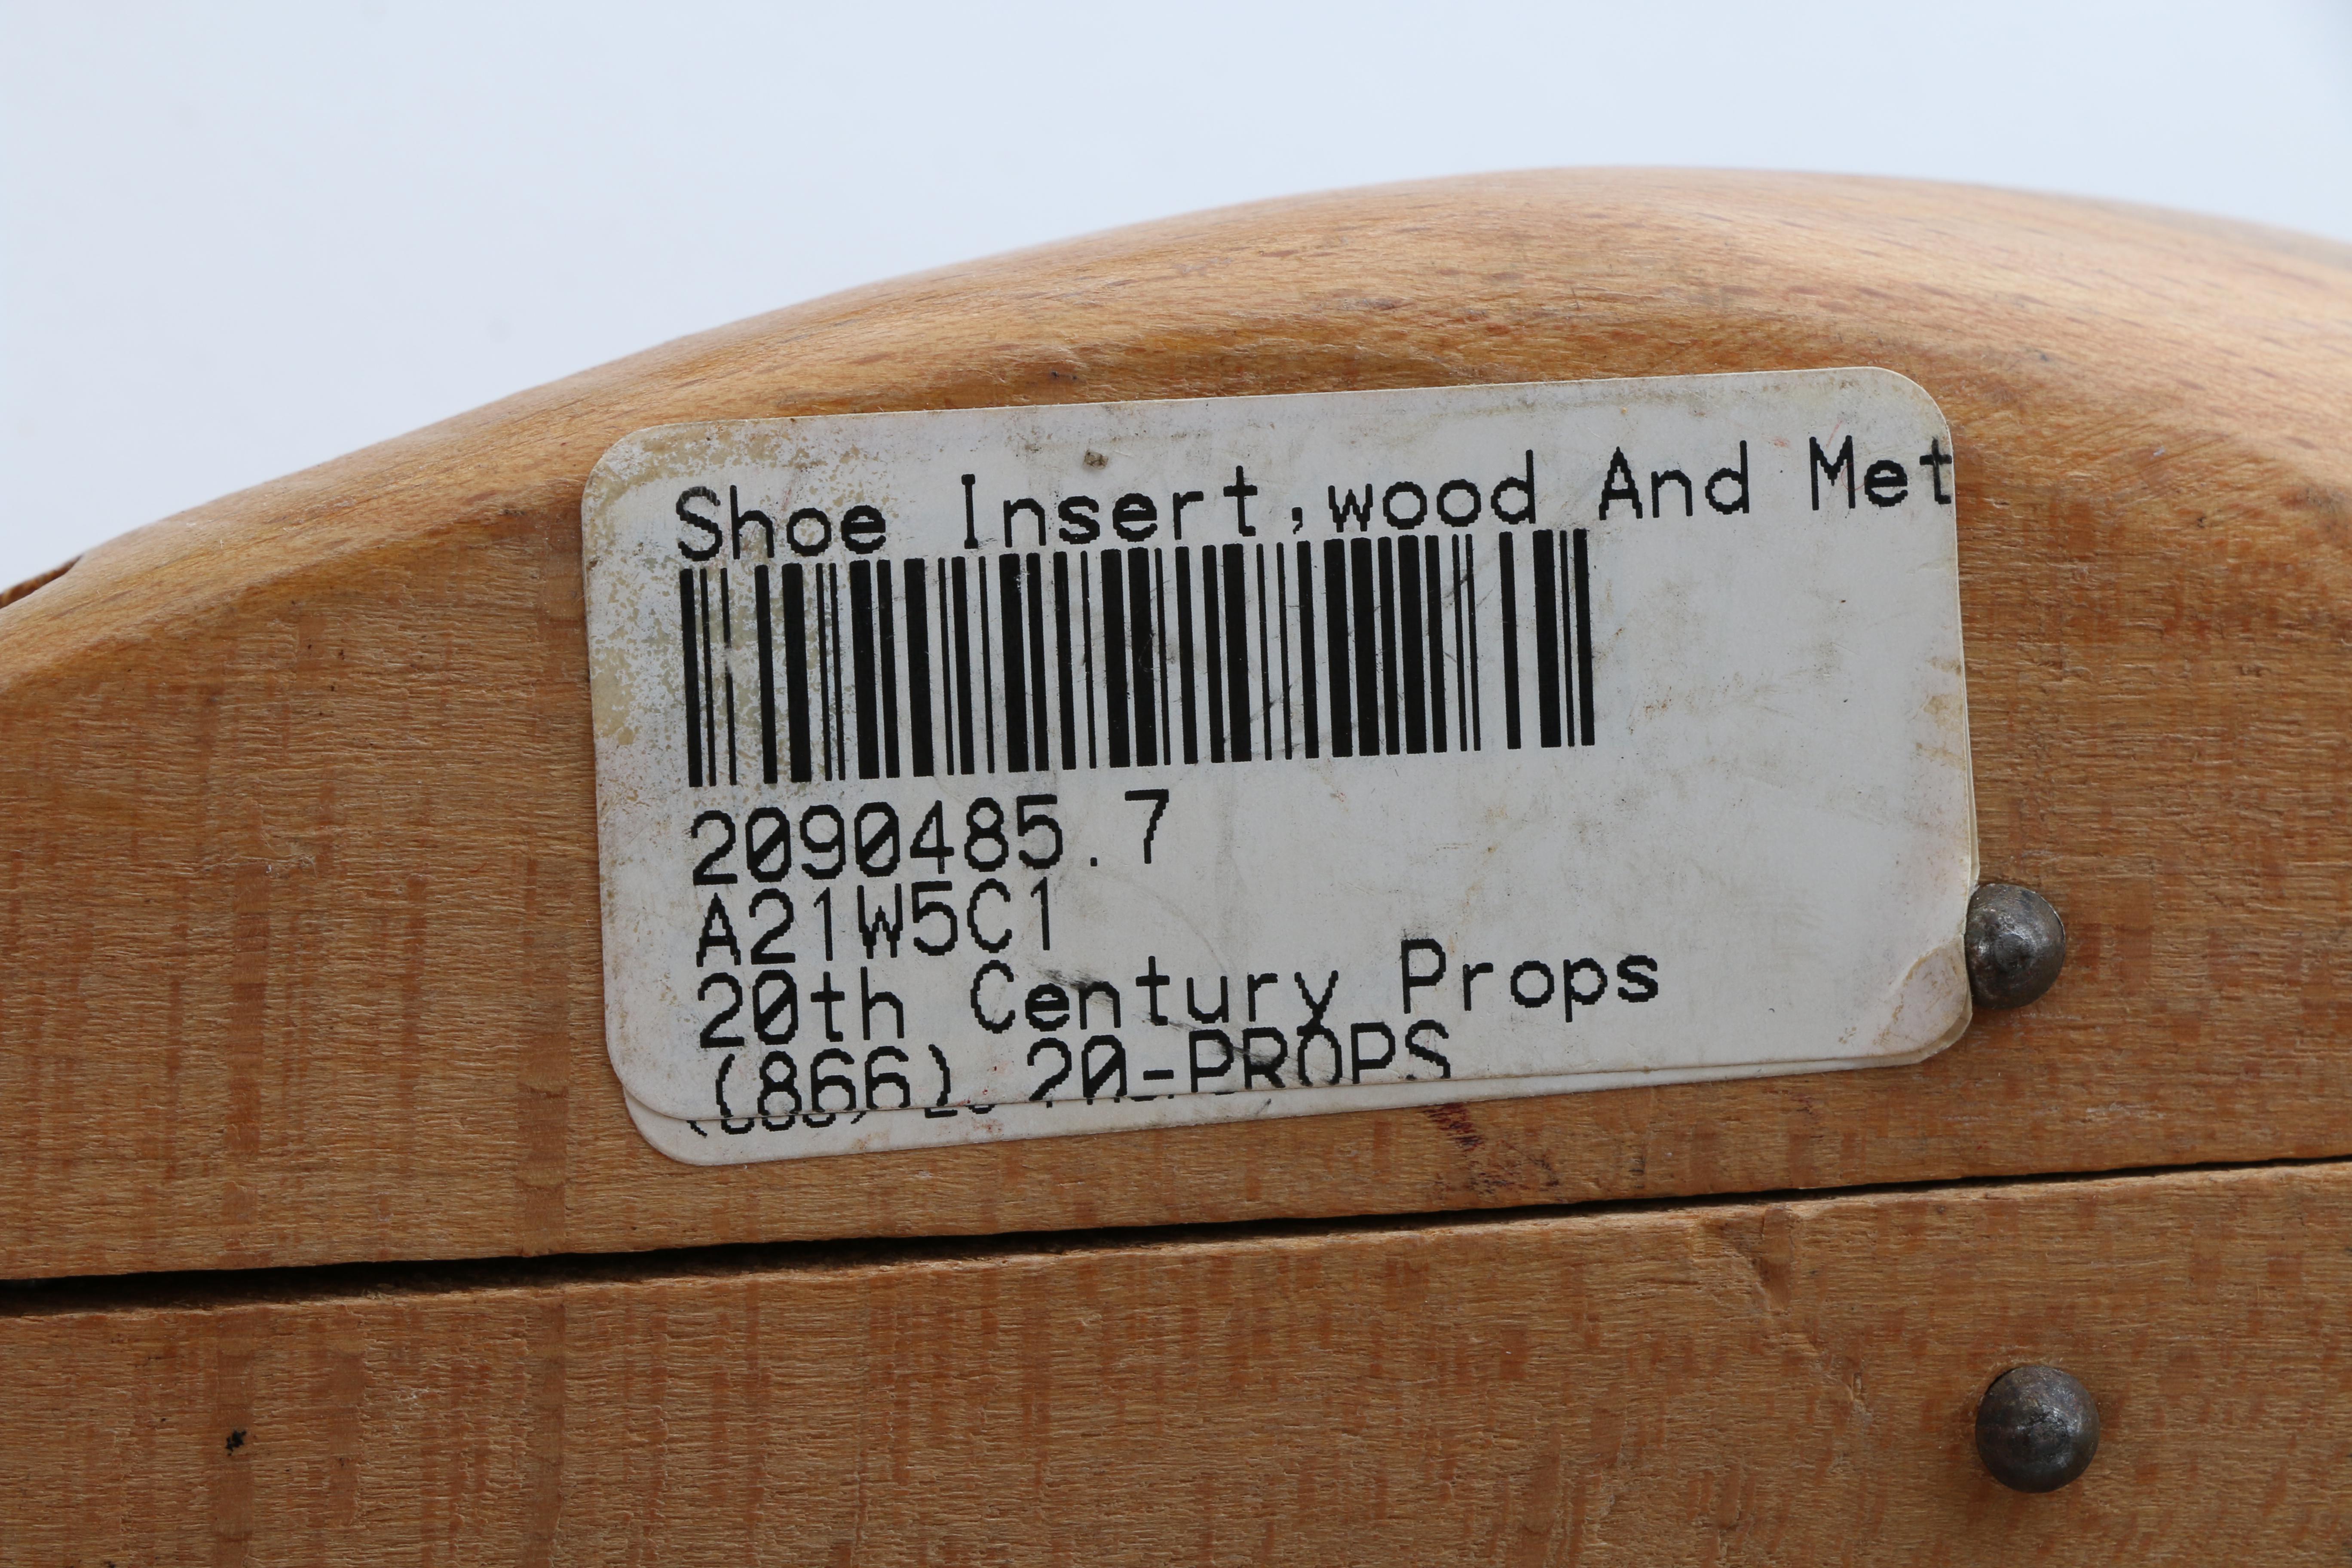 Shoe Insert,wood And Met
2090485.7
A21W5C1
20th Century Props
(866) 20-PROPS